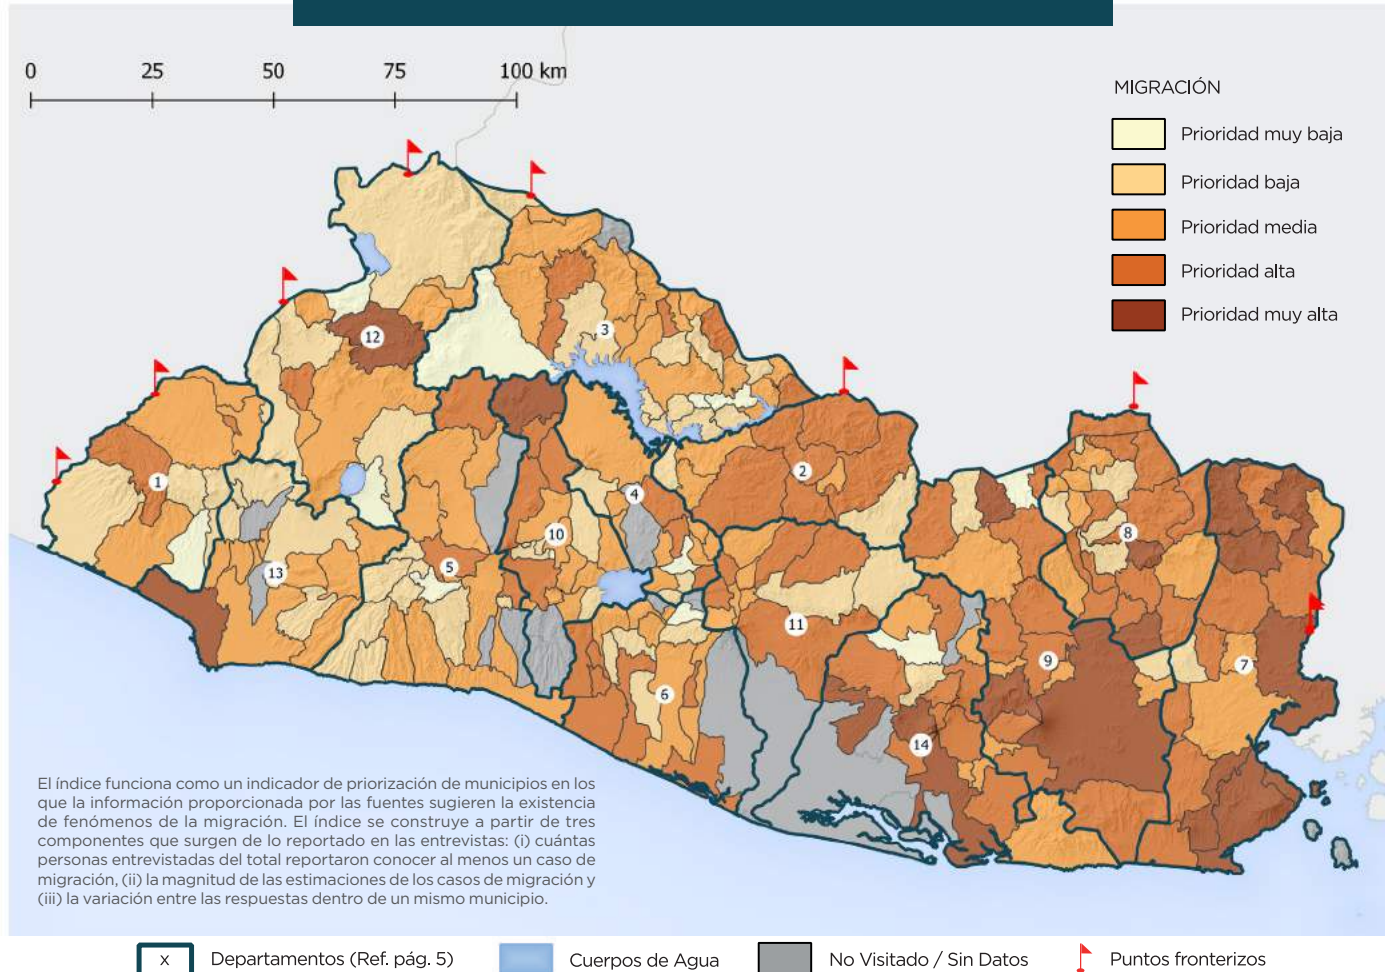 0 25 50 75 100 km
MIGRACIÓN
Prioridad muy baja
Prioridad baja
Prioridad media
Prioridad alta
Prioridad muy alta
12
3
1
2
4
10
8
13
5
11
9
7
6
14
El índice funciona como un indicador de priorización de municipios en los
que la información proporcionada por las fuentes sugieren la existencia
de fenómenos de la migración. El índice se construye a partir de tres
componentes que surgen de lo reportado en las entrevistas: (i) cuántas
personas entrevistadas del total reportaron conocer al menos un caso de
migración, (ii) la magnitud de las estimaciones de los casos de migración y
(iii) la variación entre las respuestas dentro de un mismo municipio.
x Departamentos (Ref. pág. 5) Cuerpos de Agua No Visitado / Sin Datos Puntos fronterizos